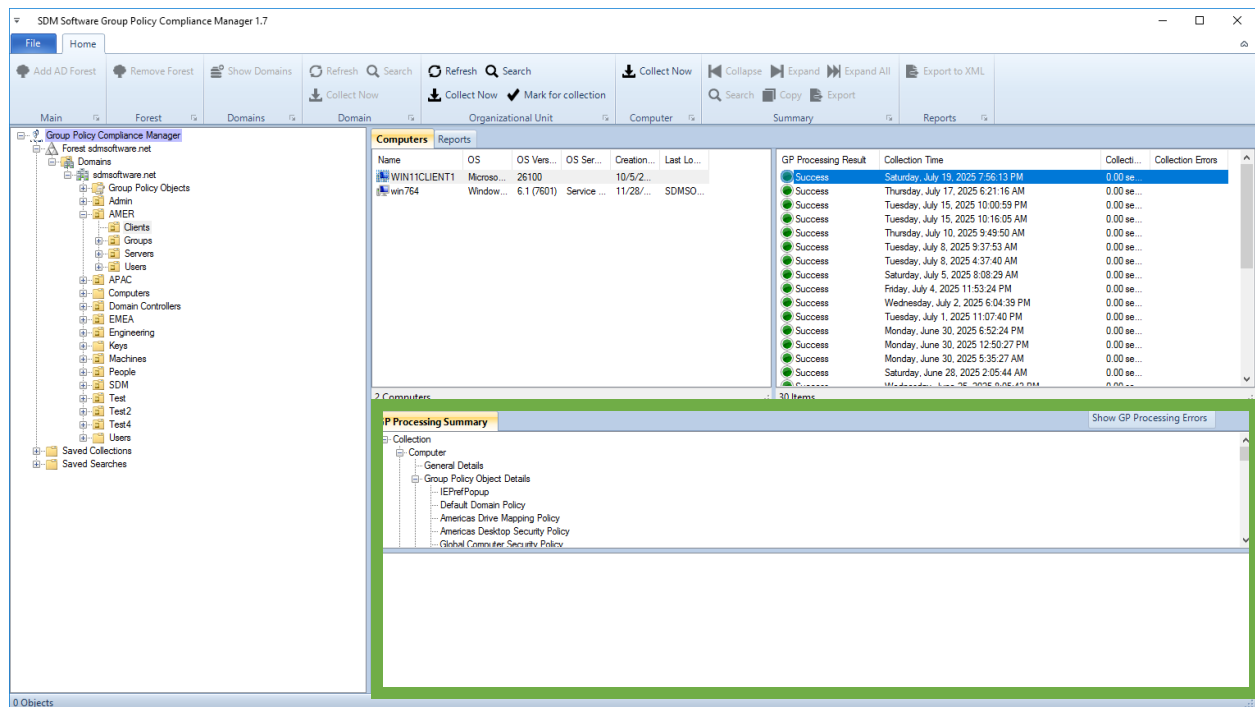 SDM Software Group Policy Compliance Manager 1.7
File Home
Add AD Forest Remove Forest Show Domains Refresh Search Refresh Search Collect Now Collapse Expand Expand All Export to XML
Collect Now Collect Now Mark for collection Search Copy Export
Main Forest Domains Domain Organizational Unit Computer Summary Reports
Group Policy Compliance Manager
Forest sdmsoftware.net
Domains
sdmsoftware.net
Group Policy Objects
Admin
AMER
Clients
Groups
Servers
Users
APAC
Computers
Domain Controllers
EMEA
Engineering
Keys
Machines
People
SDM
Test
Test2
Test4
Users
Saved Collections
Saved Searches
Computers Reports
Name OS OS Vers... OS Ser... Creation... Last Lo...
WIN11CLIENT1 Microso... 26100 10/5/2...
win764 Window... 6.1 (7601) Service ... 11/28/... SDMSO...
2 Computers
GP Processing Result Collection Time Collecti... Collection Errors
Success Saturday, July 19, 2025 7:56:13 PM 0.00 se...
Success Thursday, July 17, 2025 6:21:16 AM 0.00 se...
Success Tuesday, July 15, 2025 10:00:59 PM 0.00 se...
Success Tuesday, July 15, 2025 10:16:05 AM 0.00 se...
Success Thursday, July 10, 2025 9:49:50 AM 0.00 se...
Success Tuesday, July 8, 2025 9:37:53 AM 0.00 se...
Success Tuesday, July 8, 2025 4:37:40 AM 0.00 se...
Success Saturday, July 5, 2025 8:08:29 AM 0.00 se...
Success Friday, July 4, 2025 11:53:24 PM 0.00 se...
Success Wednesday, July 2, 2025 6:04:39 PM 0.00 se...
Success Tuesday, July 1, 2025 11:07:40 PM 0.00 se...
Success Monday, June 30, 2025 6:52:24 PM 0.00 se...
Success Monday, June 30, 2025 12:50:27 PM 0.00 se...
Success Monday, June 30, 2025 5:35:27 AM 0.00 se...
Success Saturday, June 28, 2025 2:05:44 AM 0.00 se...
Success Wednesday, June 25, 2025 8:05:43 PM 0.00 se...
30 Items
GP Processing Summary Show GP Processing Errors
Collection
Computer
General Details
Group Policy Object Details
IEPrefPopup
Default Domain Policy
Americas Drive Mapping Policy
Americas Desktop Security Policy
Global Computer Security Policy
0 Objects